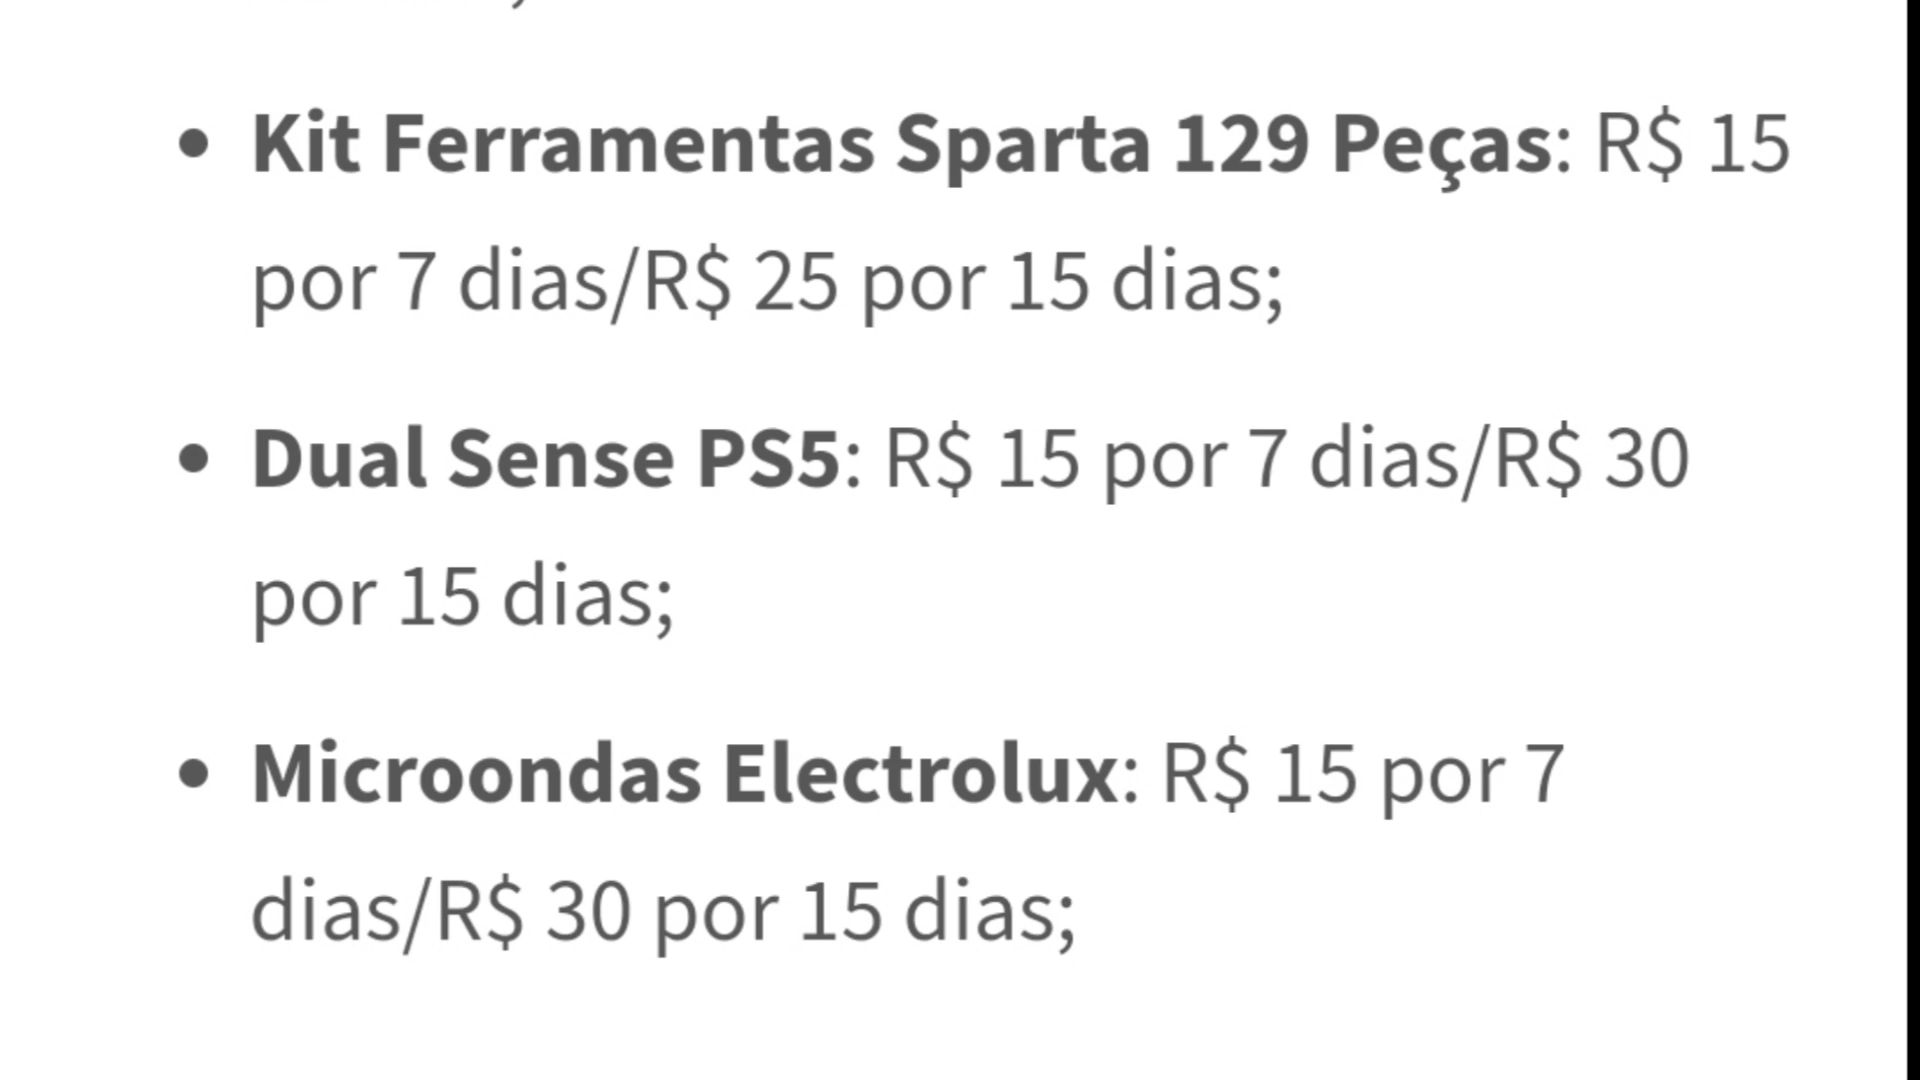 • Kit Ferramentas Sparta 129 Peças: R$ 15
por 7 dias/R$ 25 por 15 dias;
• Dual Sense PS5: R$ 15 por 7 dias/R$ 30
por 15 dias;
• Microondas Electrolux: R$ 15 por 7
dias/R$ 30 por 15 dias;